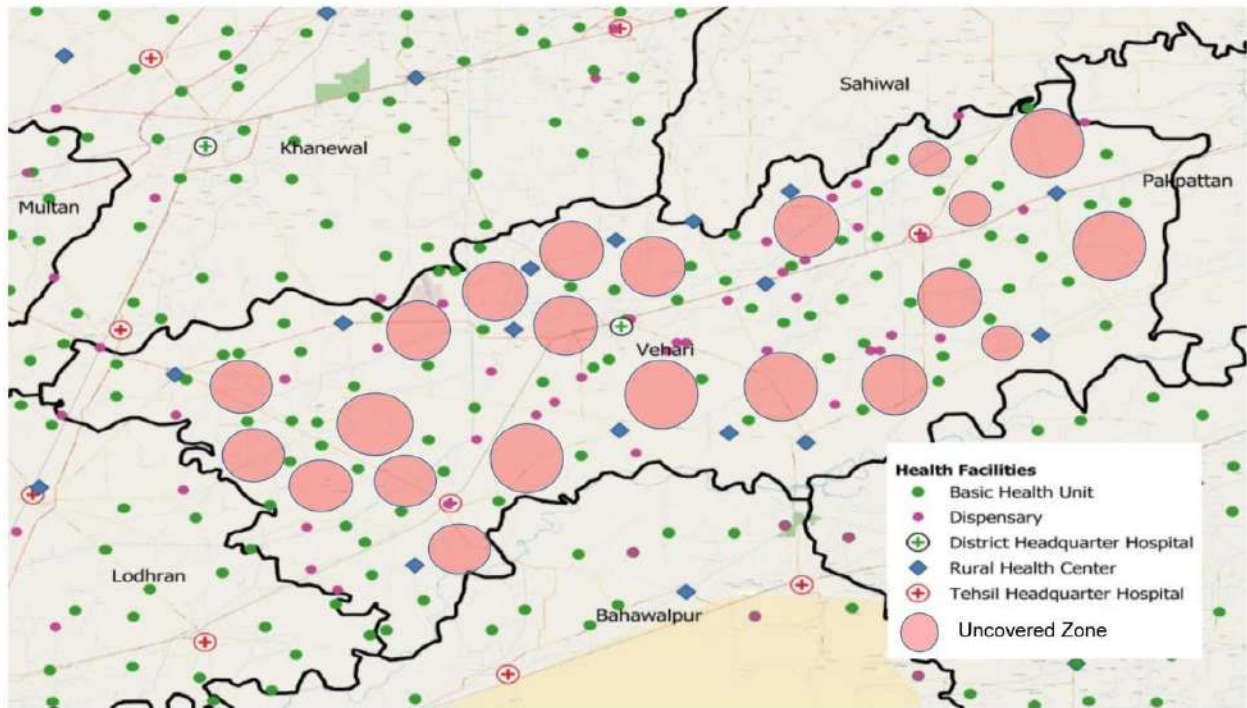 Sahiwal
Khanewal
Multan
Pakpattan
Vehari
Lodhran
Bahawalpur
Health Facilities
Basic Health Unit
Dispensary
District Headquarter Hospital
Rural Health Center
Tehsil Headquarter Hospital
Uncovered Zone